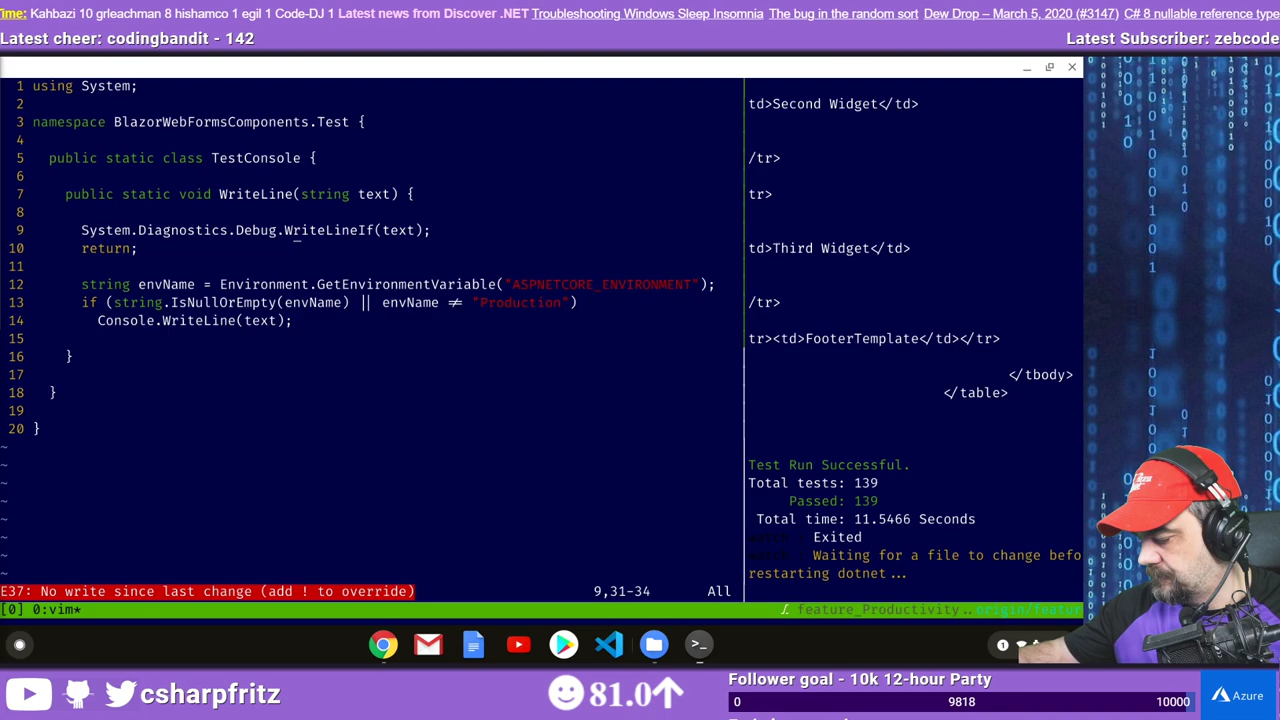 Time: Kahbazi 10 grleachman 8 hishamco 1 egil 1 Code-DJ 1 Latest news from Discover .NET Troubleshooting Windows Sleep Insomnia The bug in the random sort Dew Drop – March 5, 2020 (#3147) C# 8 nullable reference type
Latest cheer: codingbandit - 142
Latest Subscriber: zebcode
1 using System;
2
3 namespace BlazorWebFormsComponents.Test {
4
5 public static class TestConsole {
6
7 public static void WriteLine(string text) {
8
9 System.Diagnostics.Debug.WriteLineIf(text);
10 return;
11
12 string envName = Environment.GetEnvironmentVariable("ASPNETCORE_ENVIRONMENT");
13 if (string.IsNullOrEmpty(envName) || envName ≠ "Production")
14 Console.WriteLine(text);
15
16 }
17
18 }
19
20 }
~
~
~
~
~
~
~
~
E37: No write since last change (add ! to override)
9,31-34
All
td>Second Widget</td>
/tr>
tr>
td>Third Widget</td>
/tr>
tr><td>FooterTemplate</td></tr>
</tbody>
</table>
Test Run Successful.
Total tests: 139
Passed: 139
Total time: 11.5466 Seconds
watch : Exited
watch : Waiting for a file to change befo
restarting dotnet...
[0] 0:vim*
feature_Productivity..origin/featur
>_
1
csharpfritz
81.0
Follower goal - 10k 12-hour Party
0
9818
10000
Azure